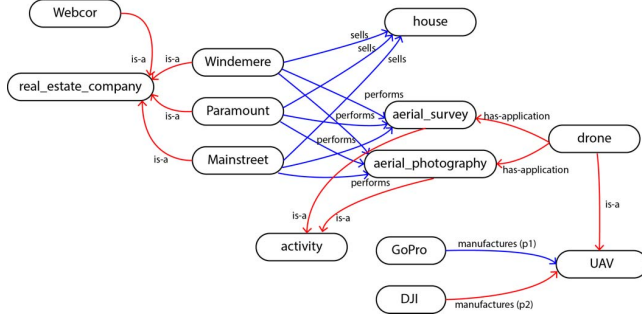 Webcor
house
is-a
sells
is-a
Windemere
sells
real_estate_company
sells
performs
Paramount
aerial_survey
is-a
has-application
drone
performs
performs
is-a
Mainstreet
aerial_photography
has-application
performs
is-a
is-a
is-a
activity
GoPro
manufactures (p1)
UAV
DJI
manufactures (p2)